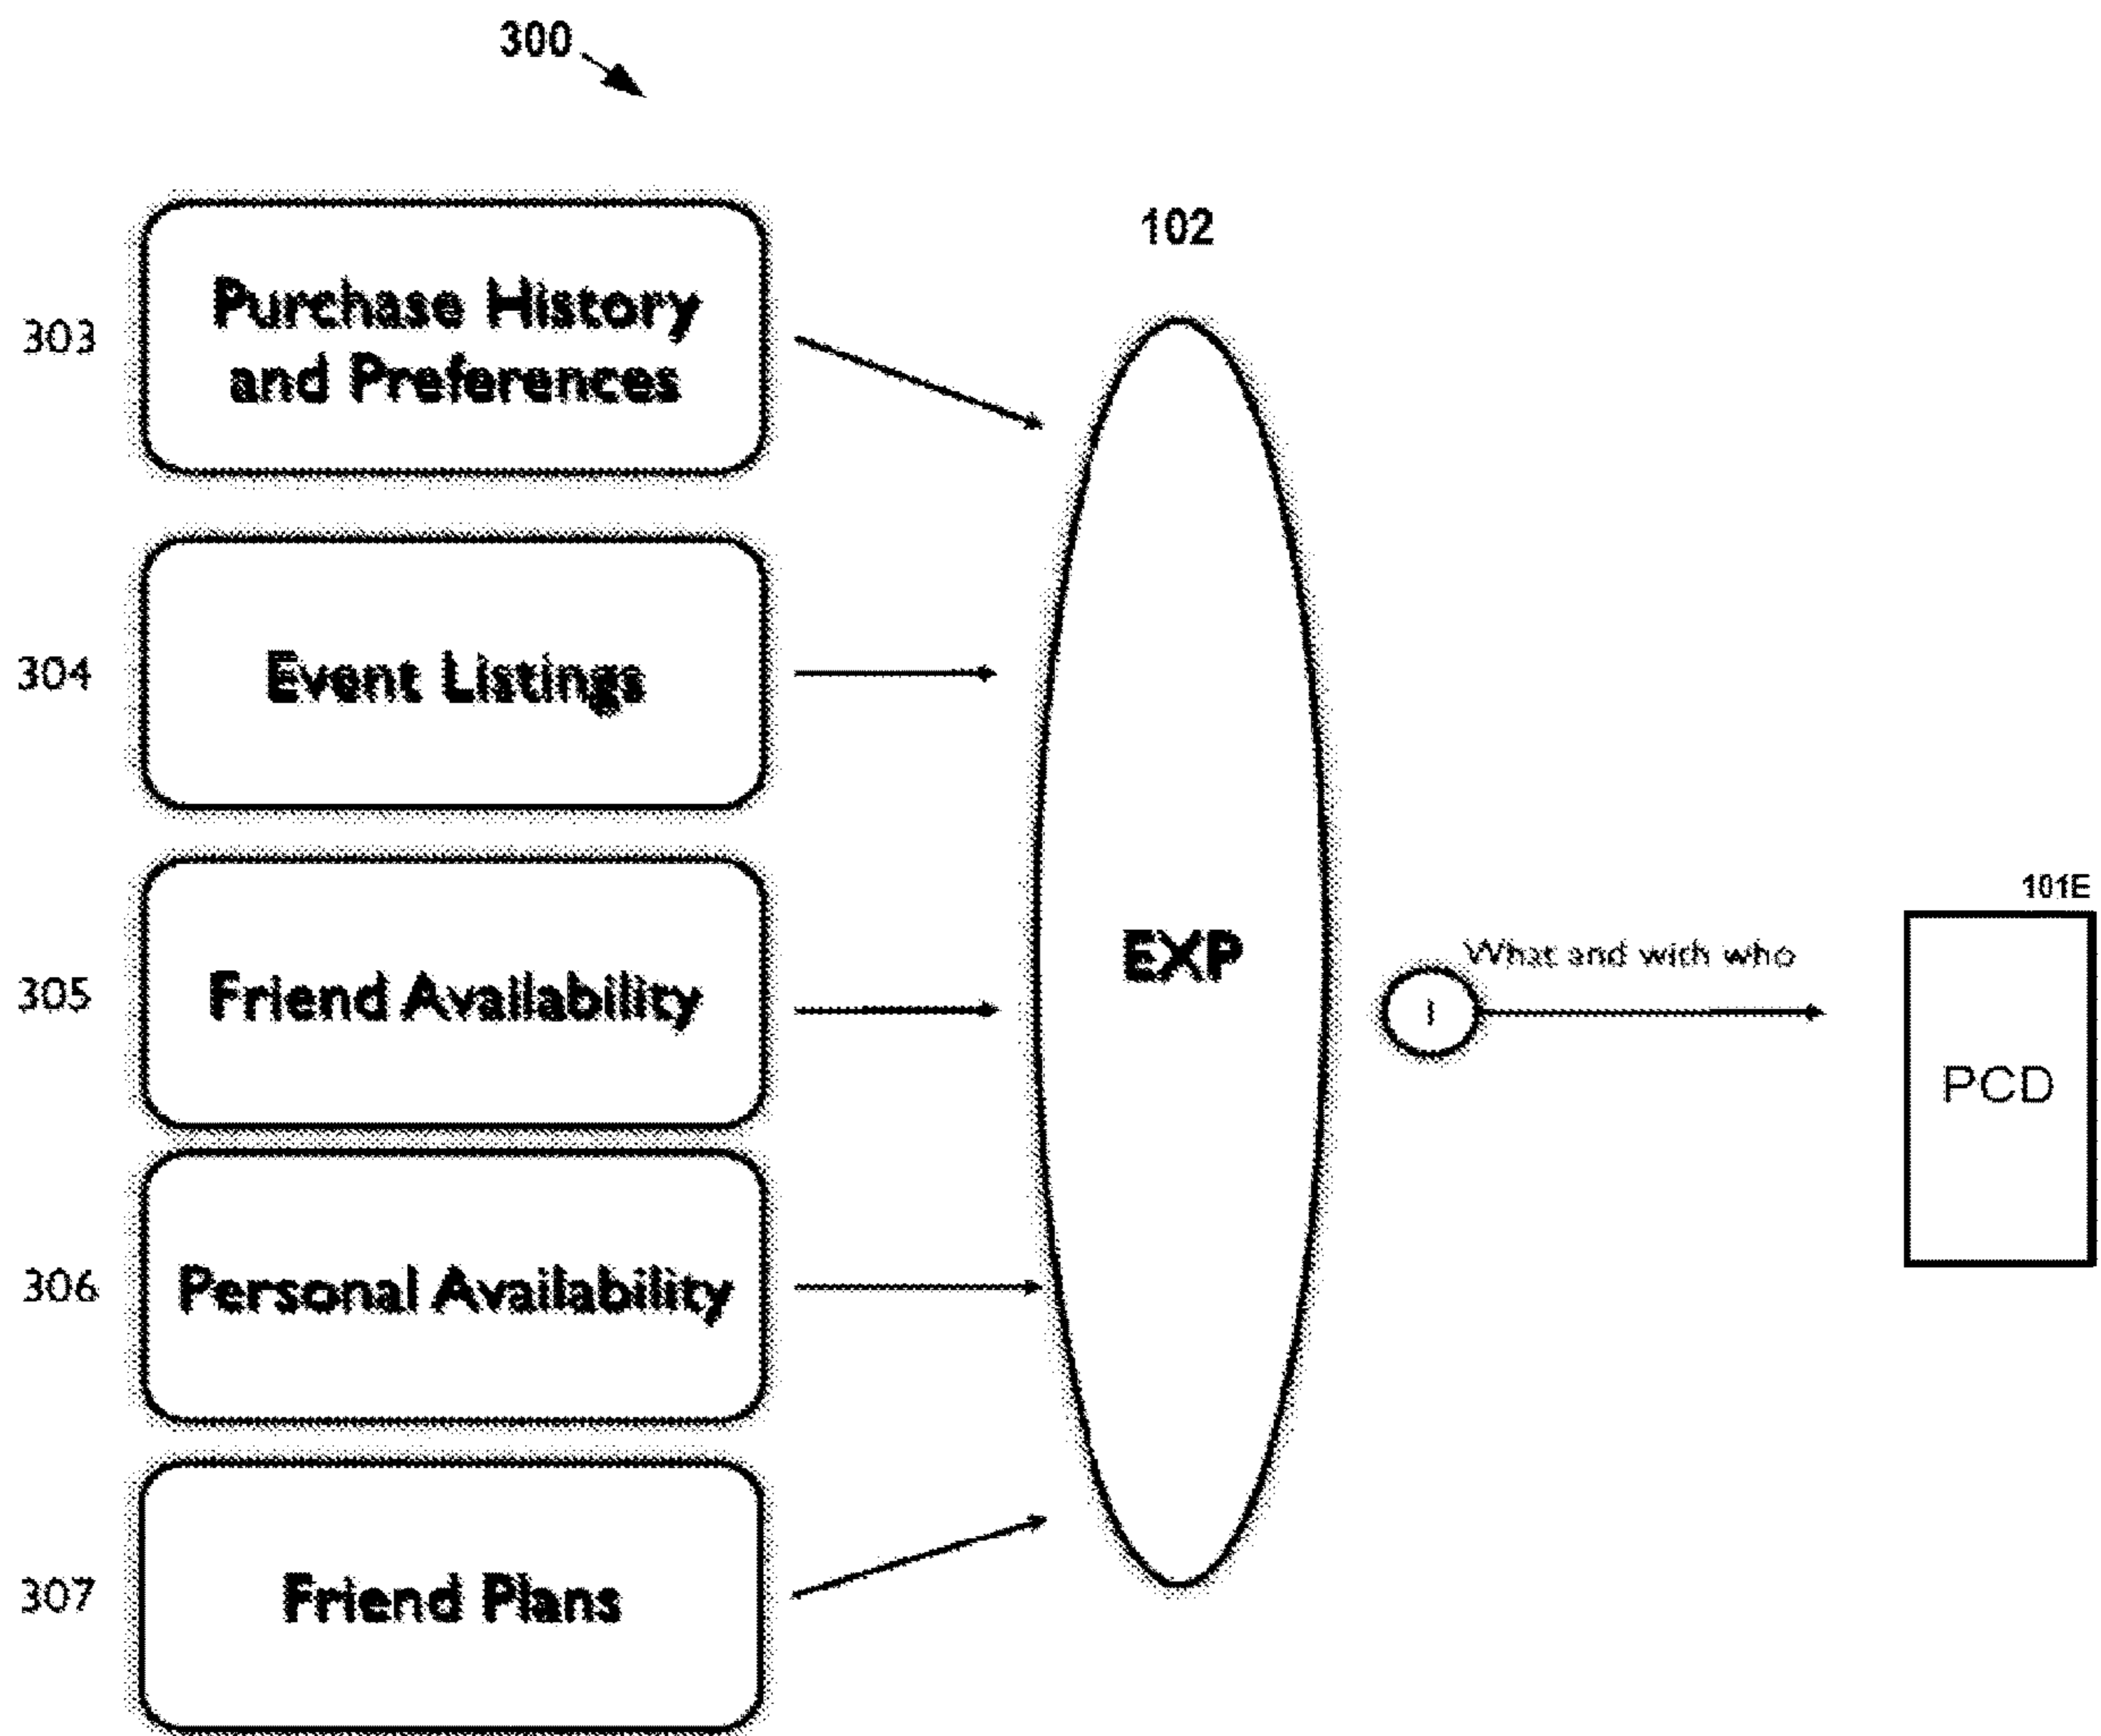 300
102
303
Purchase History
and Preferences
304
Event Listings
305
Friend Availability
306
Personal Availability
307
Friend Plans
EXP
1
What and with who
101E
PCD